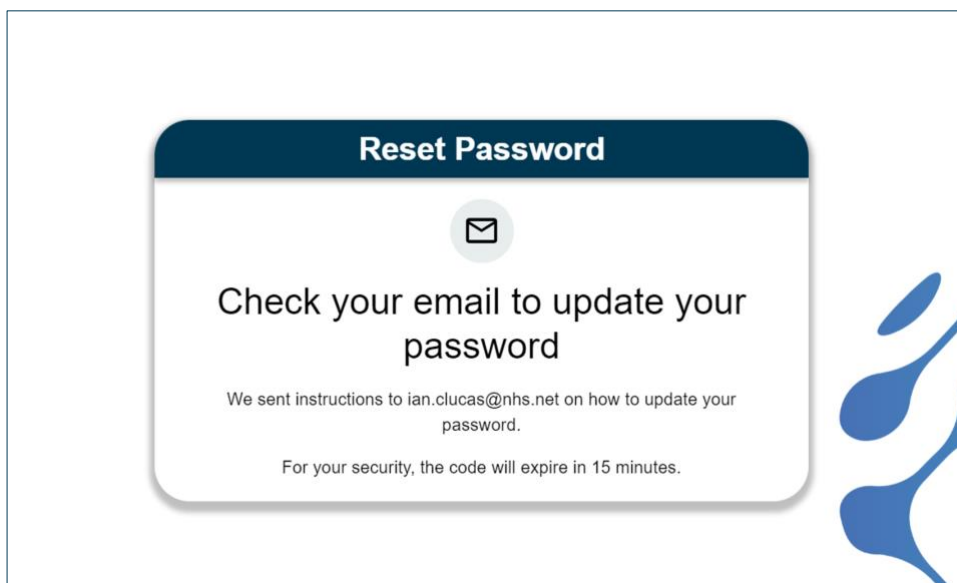 Reset Password
Check your email to update your
password
We sent instructions to ian.clucas@nhs.net on how to update your
password.
For your security, the code will expire in 15 minutes.